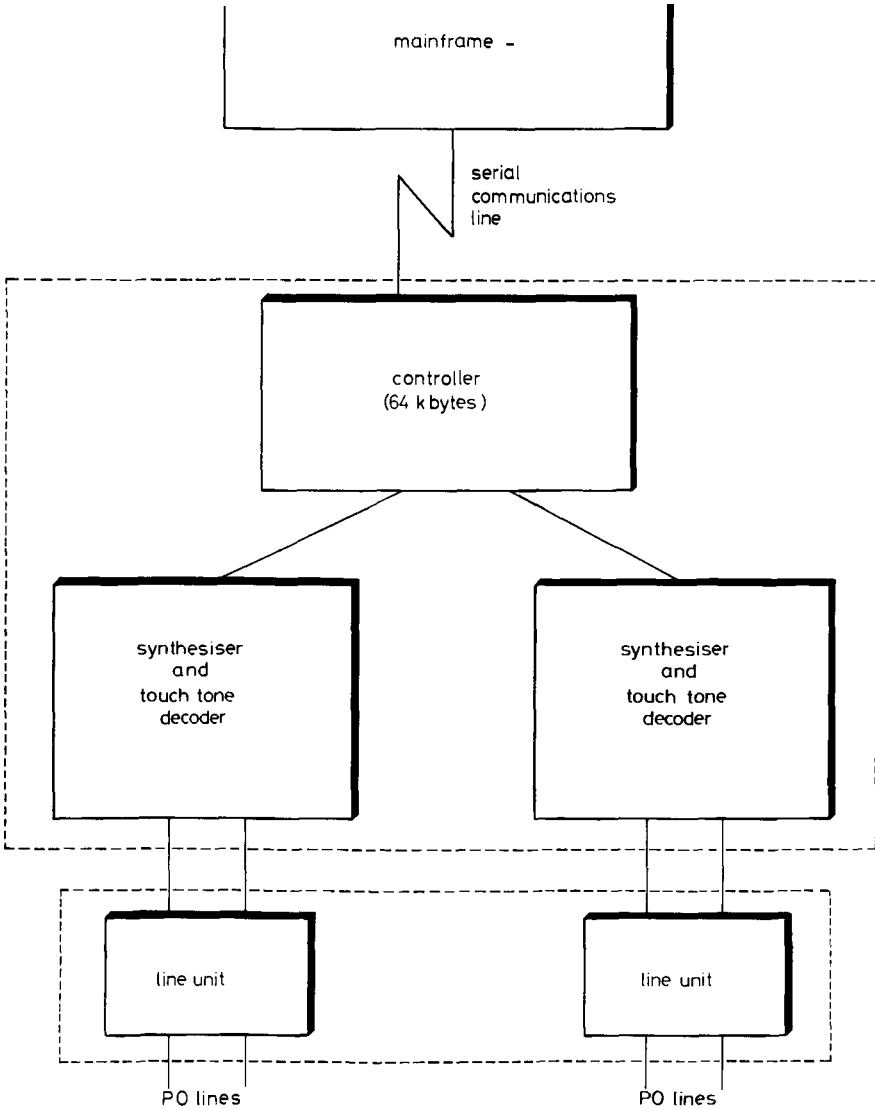 mainframe -
serial
communications
line
controller
(64 k bytes)
synthesiser
and
touch tone
decoder
synthesiser
and
touch tone
decoder
line unit
line unit
PO lines
PO lines